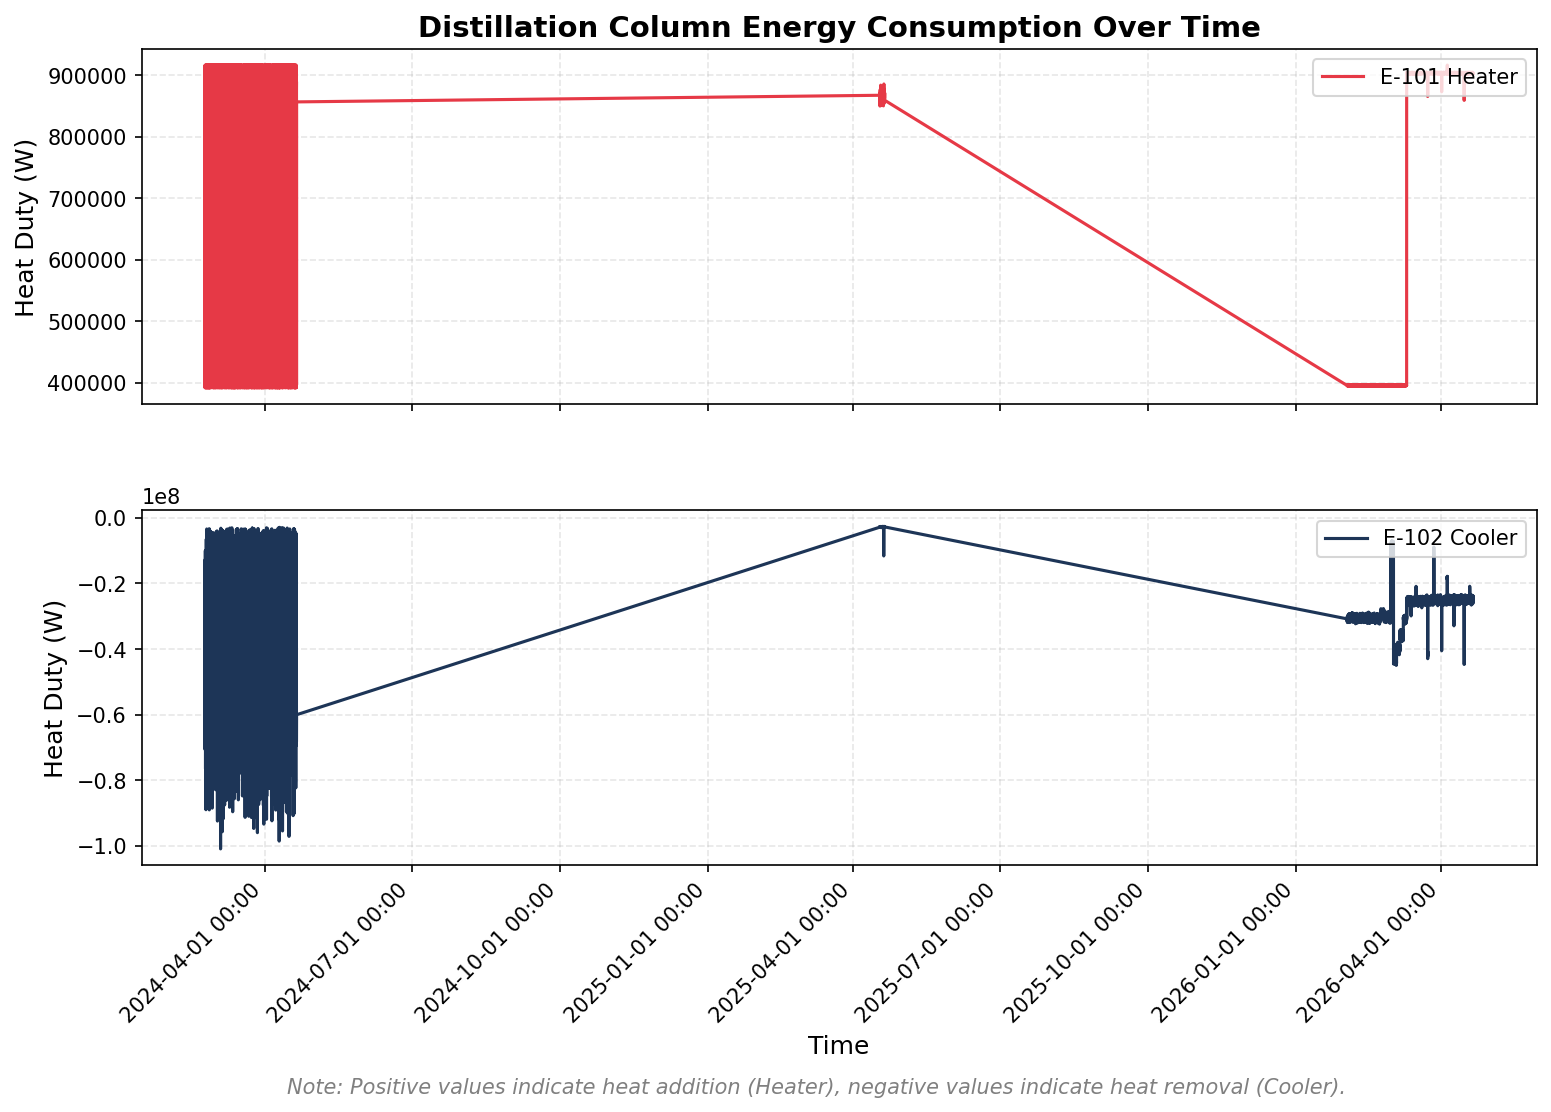 Distillation Column Energy Consumption Over Time
900000
800000
700000
600000
500000
400000
Heat Duty (W)
E-101 Heater
1e8
0.0
−0.2
−0.4
−0.6
−0.8
−1.0
Heat Duty (W)
E-102 Cooler
2024-04-01 00:00
2024-07-01 00:00
2024-10-01 00:00
2025-01-01 00:00
2025-04-01 00:00
2025-07-01 00:00
2025-10-01 00:00
2026-01-01 00:00
2026-04-01 00:00
Time
Note: Positive values indicate heat addition (Heater), negative values indicate heat removal (Cooler).